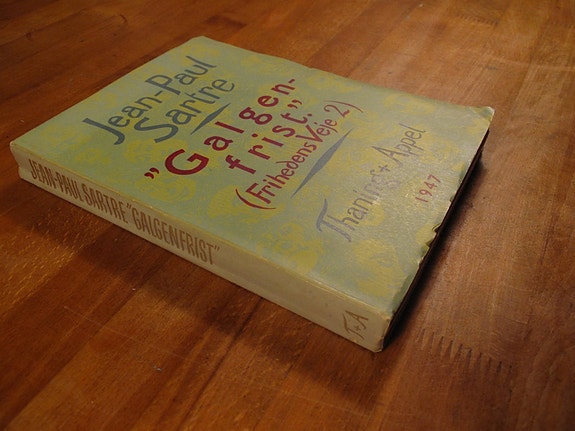 Jean-Paul
Sartre
"Galgen-
frist."
(Frihedens Veje 2)
Thaning + Appel
1947
JEAN-PAUL SARTRE "GALGENFRIST"
T+A